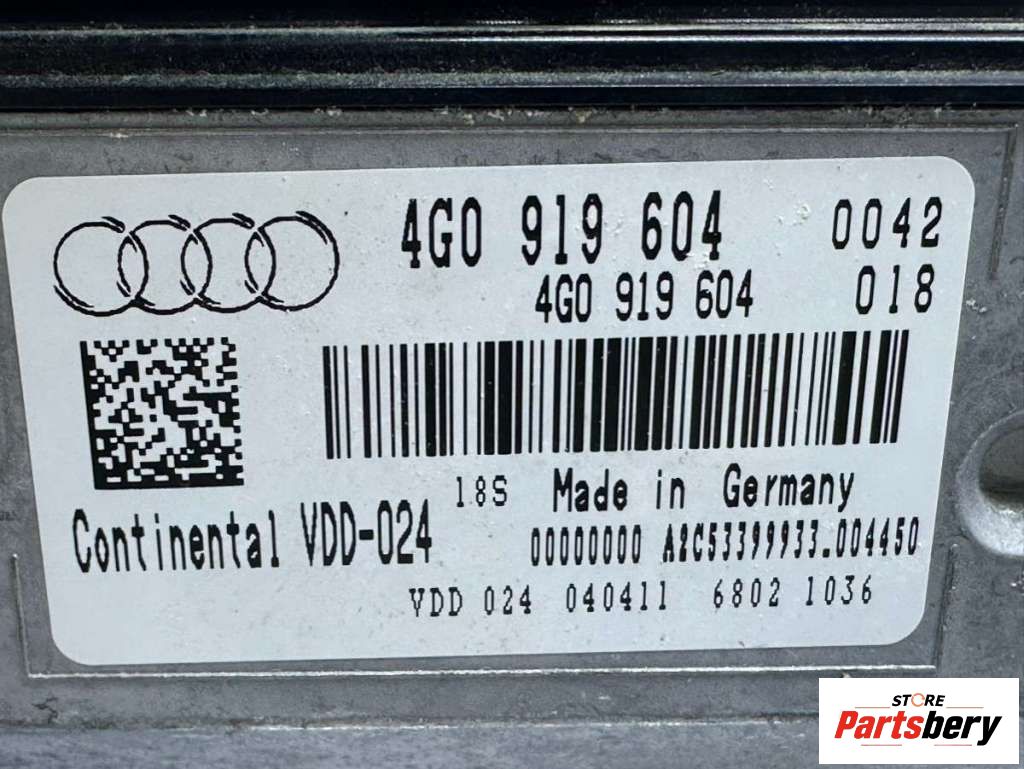 4G0 919 604 0042
4G0 919 604 018
18S Made in Germany
Continental VDD-024
00000000 A2C53399933.004450
VDD 024 040411 6802 1036
STORE
Partsbery